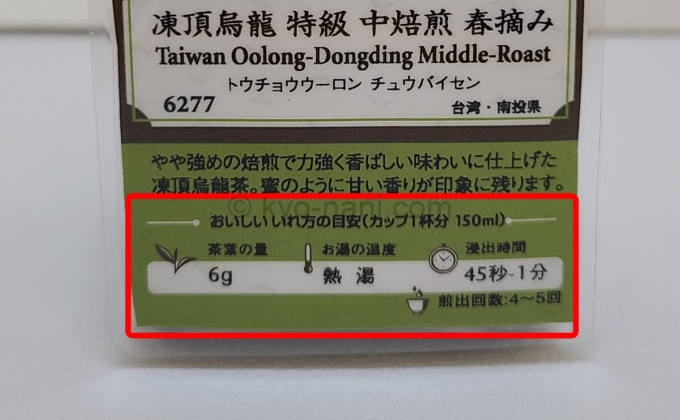 凍頂烏龍 特級 中焙煎 春摘み
Taiwan Oolong-Dongding Middle-Roast
トウチョウウーロン チュウバイセン
6277 台湾・南投県
やや強めの焙煎で力強く香ばしい味わいに仕上げた
凍頂烏龍茶。蜜のように甘い香りが印象に残ります。
© kyo-nani.com
おいしいいれ方の目安(カップ1杯分 150ml)
茶葉の量 お湯の温度 浸出時間
6g 熱湯 45秒-1分
煎出回数:4～5回